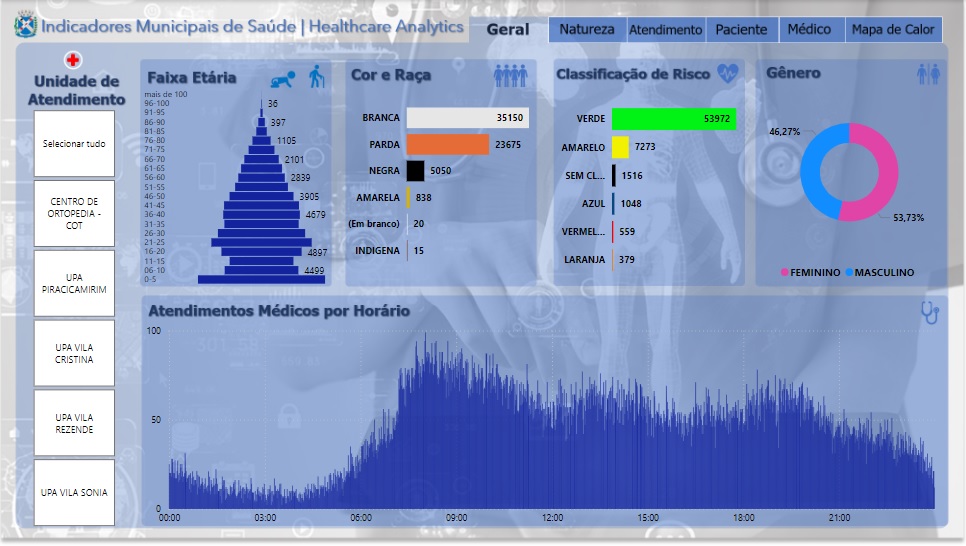 Indicadores Municipais de Saúde | Healthcare Analytics
Geral
Natureza
Atendimento
Paciente
Médico
Mapa de Calor
Unidade de
Atendimento
Selecionar tudo
CENTRO DE
ORTOPEDIA -
COT
UPA
PIRACICAMIRIM
UPA VILA
CRISTINA
UPA VILA
REZENDE
UPA VILA SONIA
Faixa Etária
mais de 100
96-100 36
91-95
86-90 397
81-85
76-80 1105
71-75
66-70 2101
61-65
56-60 2839
51-55
46-50 3905
41-45
36-40 4679
31-35
26-30
21-25
16-20 4897
11-15
06-10 4499
0-5
Cor e Raça
BRANCA 35150
PARDA 23675
NEGRA 5050
AMARELA 838
(Em branco) 20
INDIGENA 15
Classificação de Risco
VERDE 53972
AMARELO 7273
SEM CL... 1516
AZUL 1048
VERMEL... 559
LARANJA 379
Gênero
46,27%
53,73%
FEMININO MASCULINO
Atendimentos Médicos por Horário
100
50
0
00:00 03:00 06:00 09:00 12:00 15:00 18:00 21:00